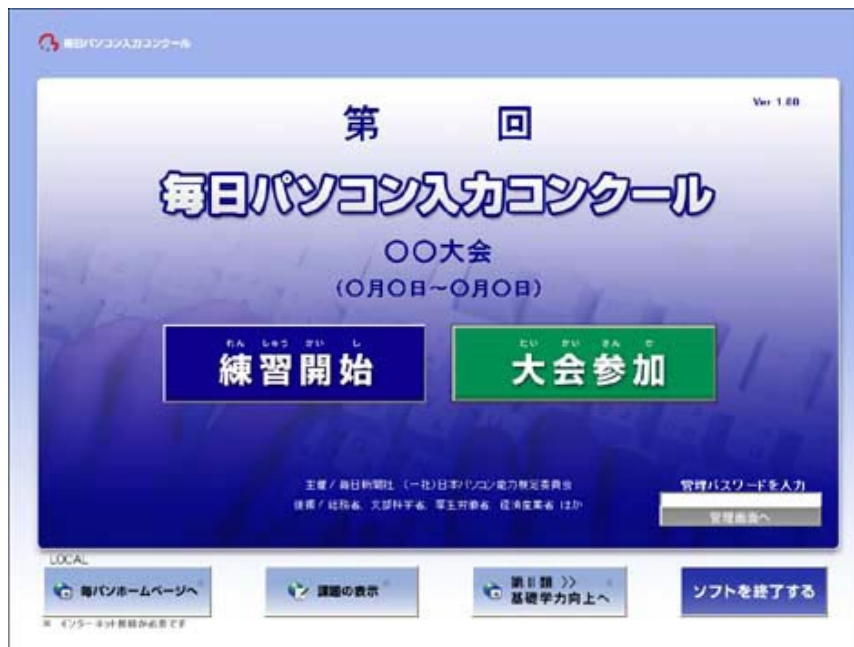 毎日パソコン入力コンクール
Ver 1.80
第 回
毎日パソコン入力コンクール
〇〇大会
(〇月〇日～〇月〇日)
れん しゅう かい し
練習開始
たい かい さん か
大会参加
主催/毎日新聞社 (一社)日本パソコン能力検定委員会
後援/総務省、文部科学省、厚生労働省、経済産業省 ほか
管理パスワードを入力
管理画面へ
LOCAL
毎パソホームページへ
課題の表示
第Ⅱ類 >>
基礎学力向上へ
ソフトを終了する
※ インターネット接続が必要です